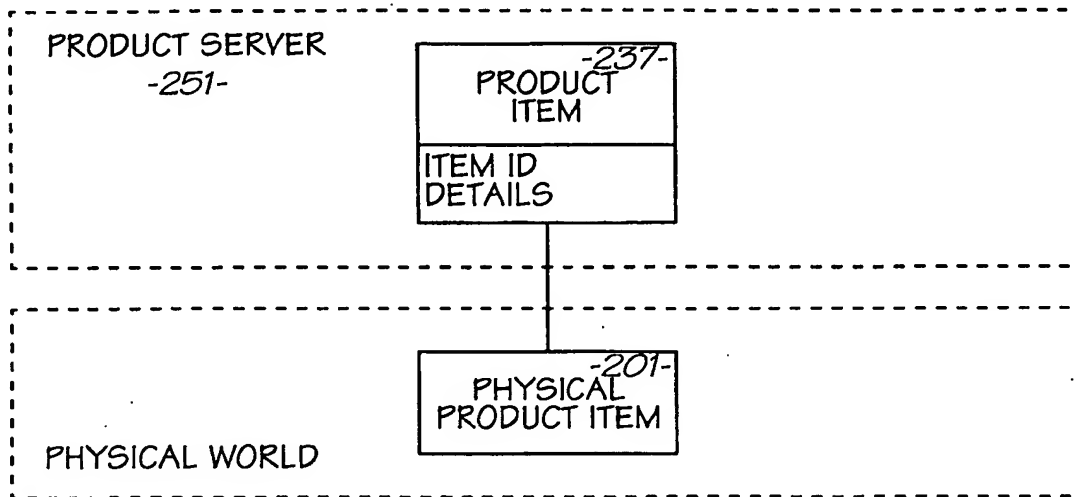 PRODUCT SERVER
-251-
-237-
PRODUCT
ITEM
ITEM ID
DETAILS
-201-
PHYSICAL
PRODUCT ITEM
PHYSICAL WORLD